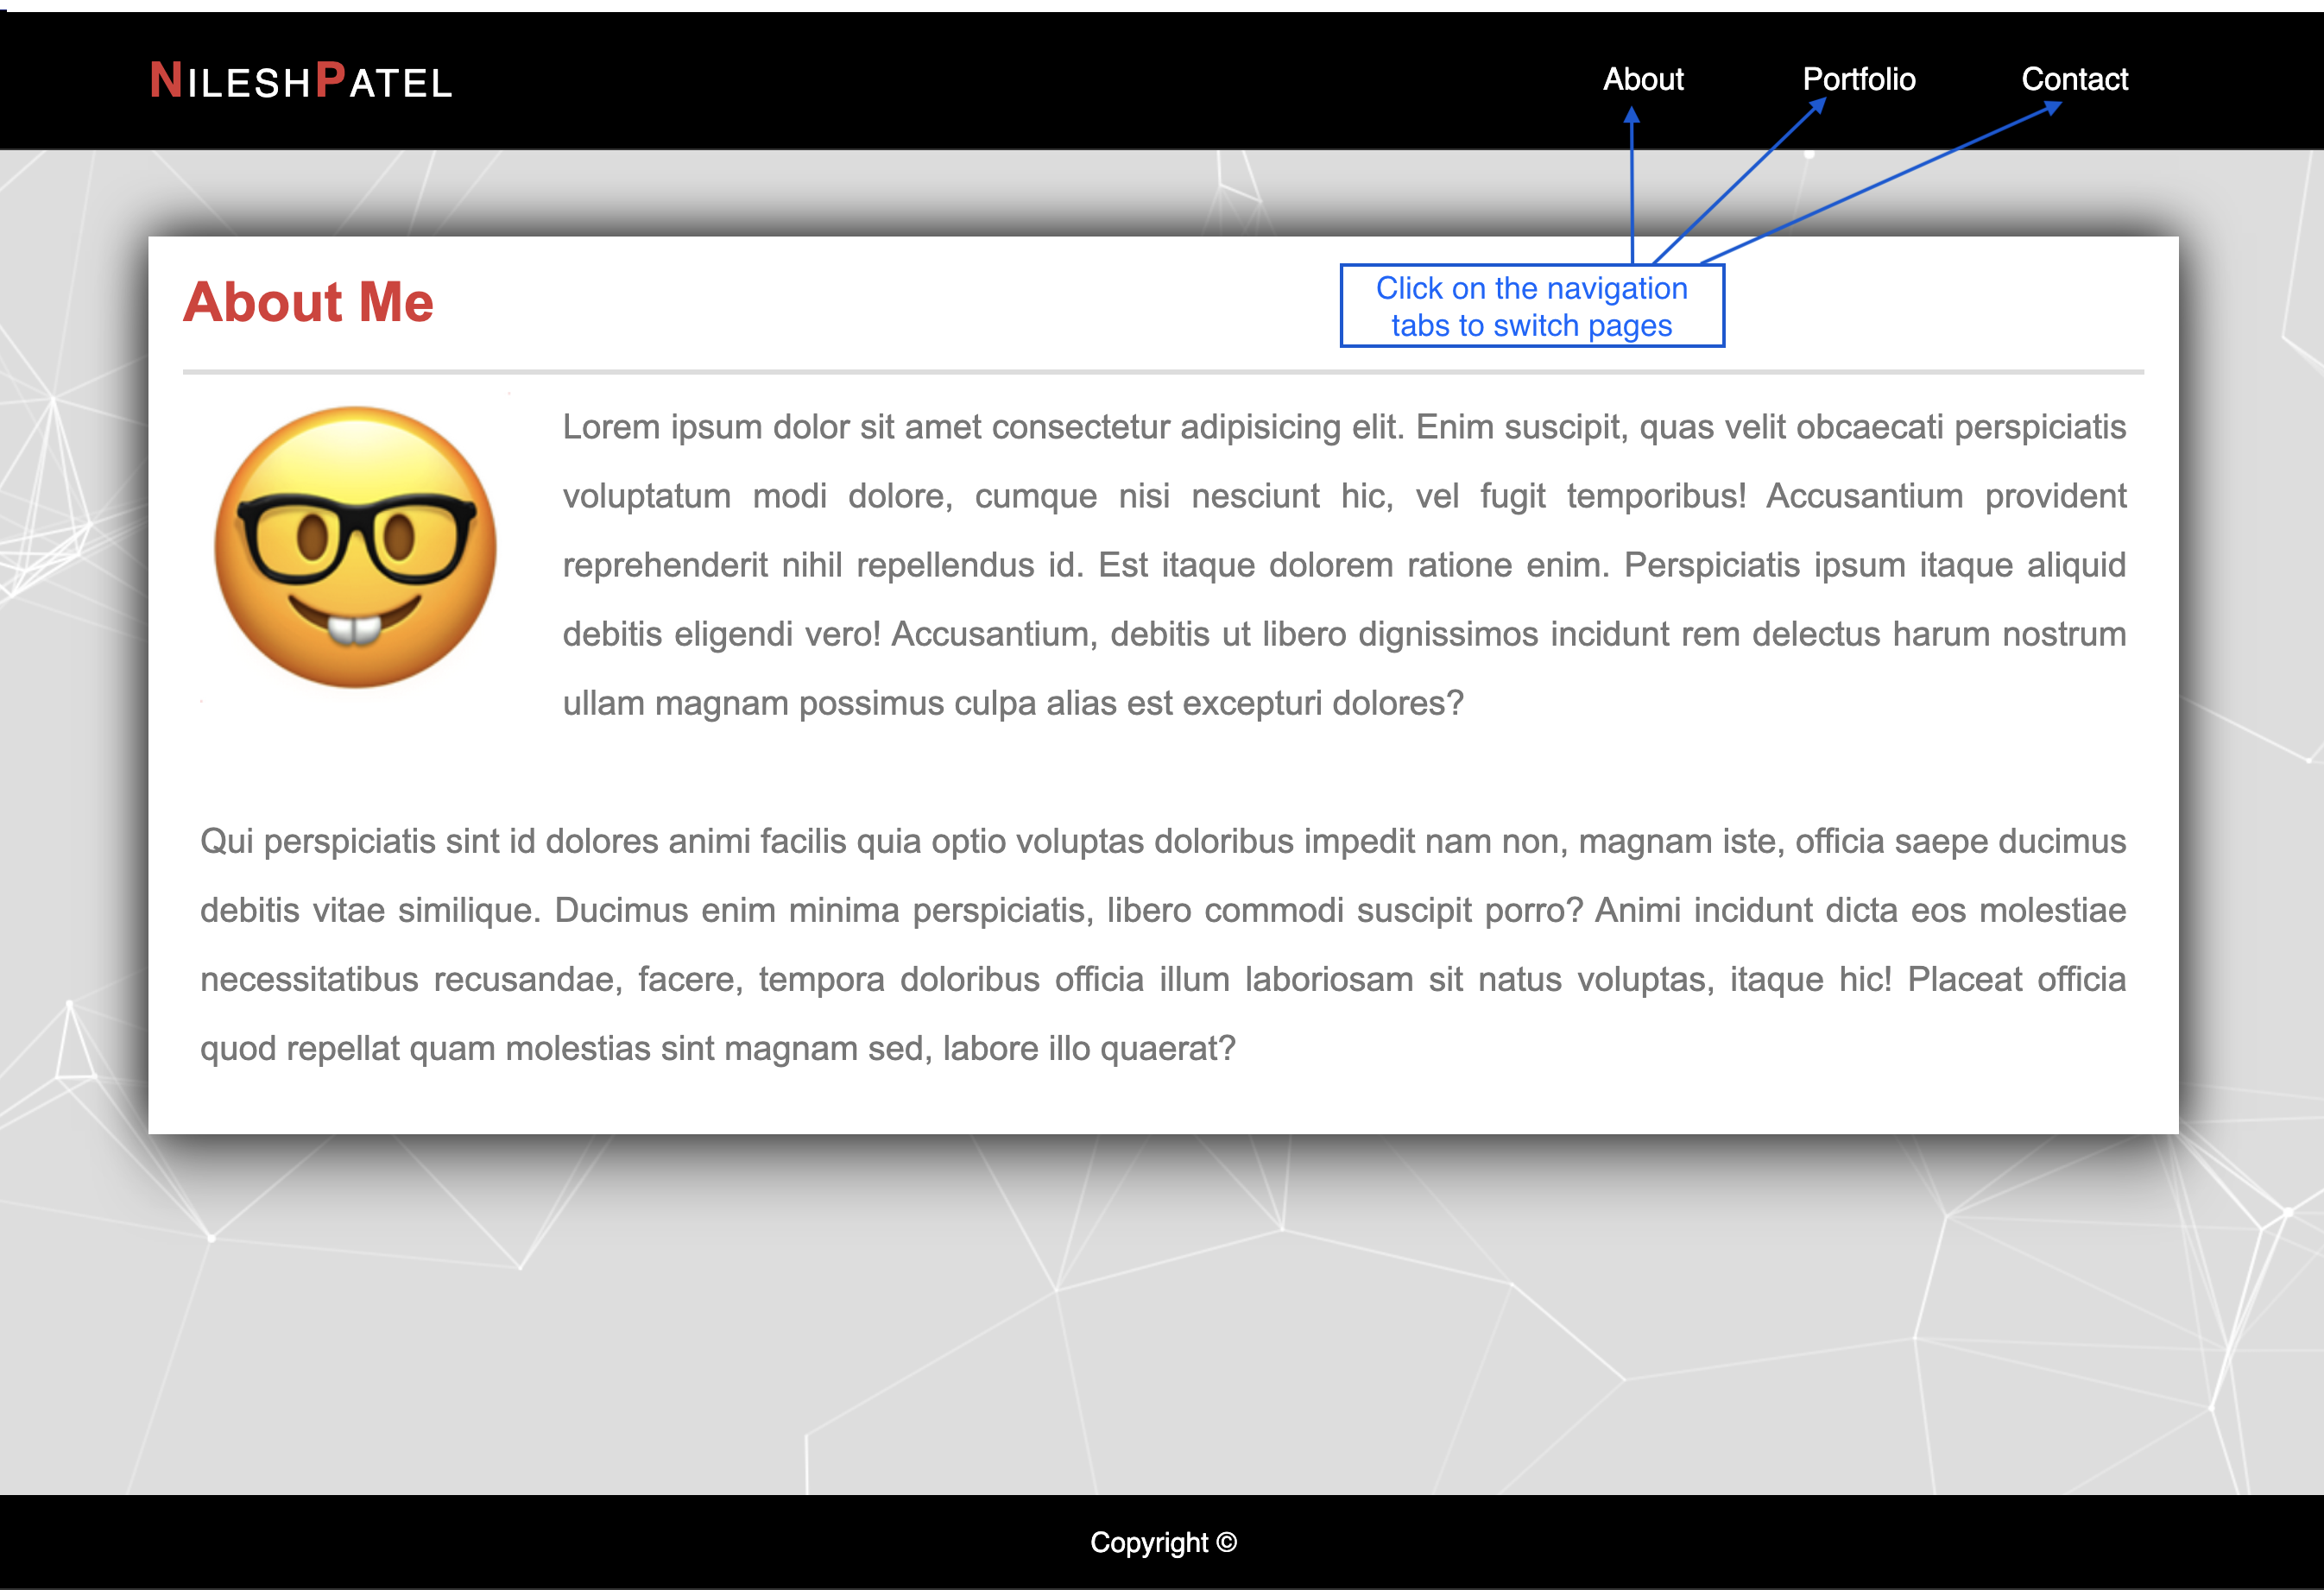 NILESHPATEL
About Portfolio Contact
About Me
Click on the navigation
tabs to switch pages
Lorem ipsum dolor sit amet consectetur adipisicing elit. Enim suscipit, quas velit obcaecati perspiciatis
voluptatum modi dolore, cumque nisi nesciunt hic, vel fugit temporibus! Accusantium provident
reprehenderit nihil repellendus id. Est itaque dolorem ratione enim. Perspiciatis ipsum itaque aliquid
debitis eligendi vero! Accusantium, debitis ut libero dignissimos incidunt rem delectus harum nostrum
ullam magnam possimus culpa alias est excepturi dolores?
Qui perspiciatis sint id dolores animi facilis quia optio voluptas doloribus impedit nam non, magnam iste, officia saepe ducimus
debitis vitae similique. Ducimus enim minima perspiciatis, libero commodi suscipit porro? Animi incidunt dicta eos molestiae
necessitatibus recusandae, facere, tempora doloribus officia illum laboriosam sit natus voluptas, itaque hic! Placeat officia
quod repellat quam molestias sint magnam sed, labore illo quaerat?
Copyright ©